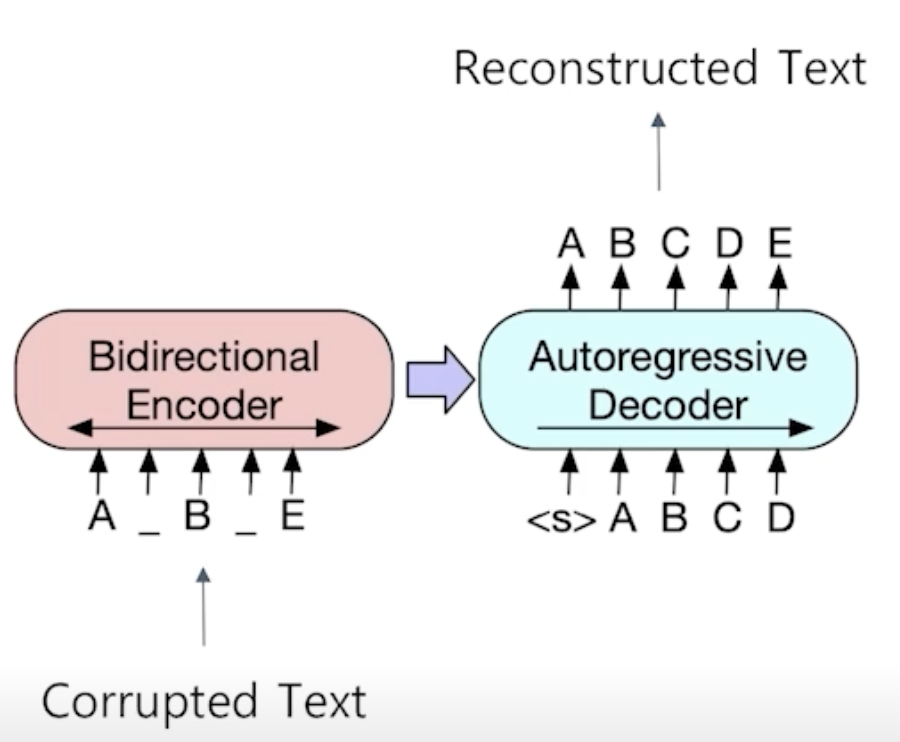 Reconstructed Text
A B C D E
Bidirectional
Encoder
Autoregressive
Decoder
A _ B _ E
<s> A B C D
Corrupted Text